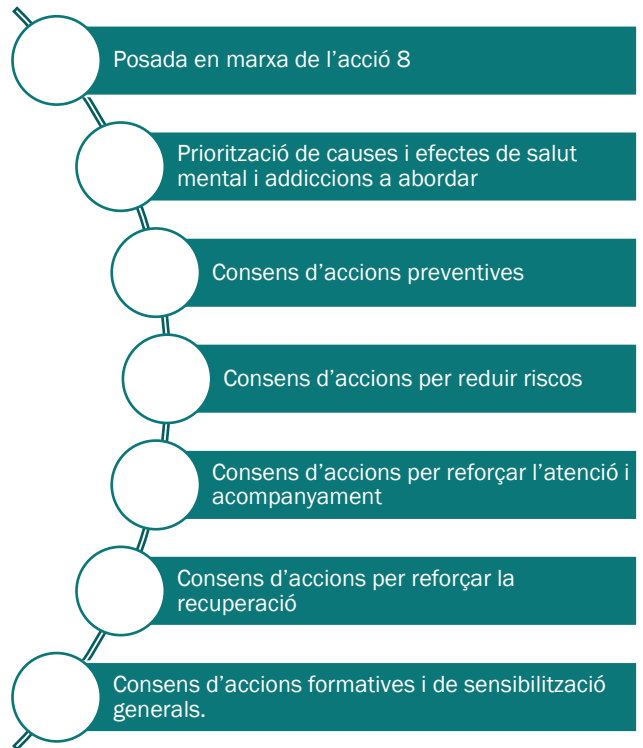 Posada en marxa de l’acció 8
Priorització de causes i efectes de salut
mental i addiccions a abordar
Consens d’accions preventives
Consens d’accions per reduir riscos
Consens d’accions per reforçar l’atenció i
acompanyament
Consens d’accions per reforçar la
recuperació
Consens d’accions formatives i de sensibilització
generals.